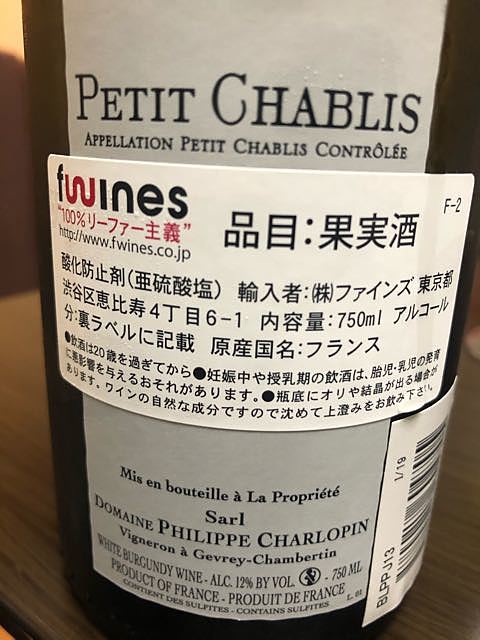 PETIT CHABLIS
APPELLATION PETIT CHABLIS CONTRÔLÉE
fwines
"100%リーファー主義"
http://www.fwines.co.jp
品目:果実酒
F-2
酸化防止剤(亜硫酸塩) 輸入者:㈱ファインズ 東京都
渋谷区恵比寿4丁目6-1 内容量:750ml アルコール
分:裏ラベルに記載 原産国名:フランス
●飲酒は20歳を過ぎてから●妊娠中や授乳期の飲酒は、胎児・乳児の発育
に悪影響を与えるおそれがあります。●瓶底にオリや結晶が出る場合が
あります。ワインの自然な成分ですので沈めて上澄みをお飲み下さい。
Mis en bouteille à La Propriété
Sarl
DOMAINE PHILIPPE CHARLOPIN
Vigneron à Gevrey-Chambertin
WHITE BURGUNDY WINE - ALC. 12% BY VOL. - 750 ML
PRODUCT OF FRANCE - PRODUIT DE FRANCE
CONTIENT DES SULFITES - CONTAINS SULFITES
L. 01
1/19
BLPP J13